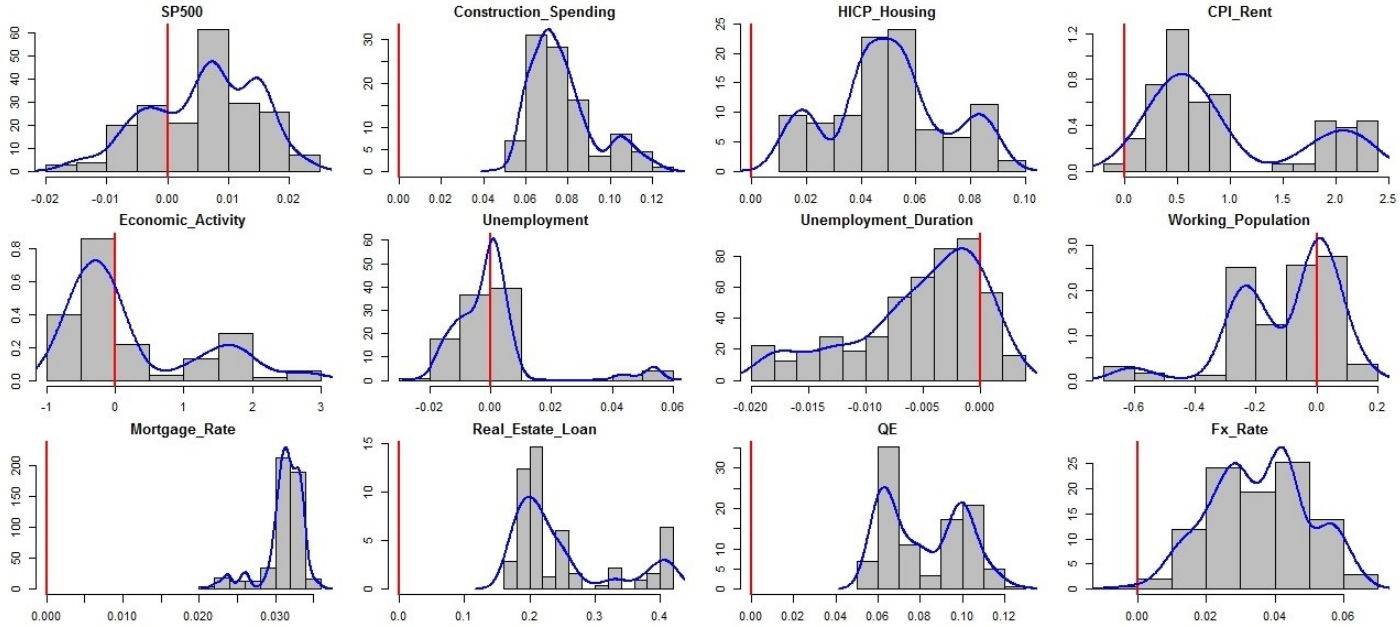 SP500
0 10 20 30 40 50 60
-0.02 -0.01 0.00 0.01 0.02
Construction_Spending
0 5 10 20 30
0.00 0.02 0.04 0.06 0.08 0.10 0.12
HICP_Housing
0 5 10 15 20 25
0.00 0.02 0.04 0.06 0.08 0.10
CPI_Rent
0.0 0.4 0.8 1.2
0.0 0.5 1.0 1.5 2.0 2.5
Economic_Activity
0.0 0.2 0.4 0.6 0.8
-1 0 1 2 3
Unemployment
0 10 20 30 40 50 60
-0.02 0.00 0.02 0.04 0.06
Unemployment_Duration
0 20 40 60 80
-0.020 -0.015 -0.010 -0.005 0.000
Working_Population
0.0 1.0 2.0 3.0
-0.6 -0.4 -0.2 0.0 0.2
Mortgage_Rate
0 50 100 200
0.000 0.010 0.020 0.030
Real_Estate_Loan
0 5 10 15
0.0 0.1 0.2 0.3 0.4
QE
0 5 10 20 30
0.00 0.02 0.04 0.06 0.08 0.10 0.12
Fx_Rate
0 5 10 15 20 25
0.00 0.02 0.04 0.06